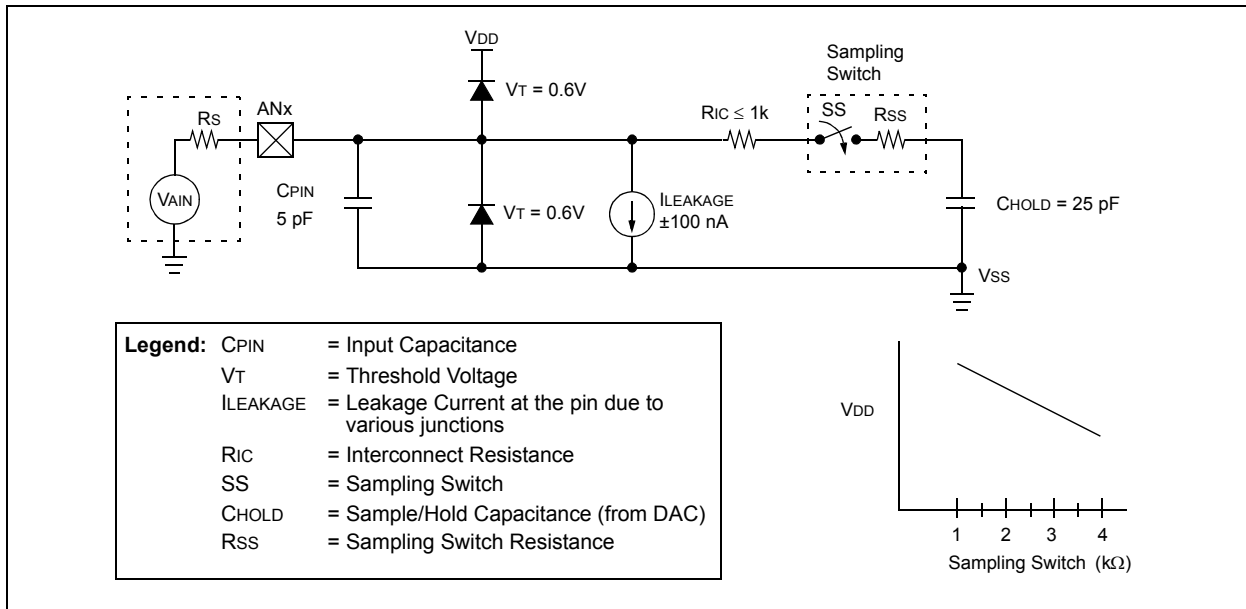 VDD
Sampling
Switch
VT = 0.6V
RS
ANx
RIC ≤ 1k
SS
RSS
VAIN
CPIN
5 pF
VT = 0.6V
ILEAKAGE
±100 nA
CHOLD = 25 pF
VSS
Legend: CPIN = Input Capacitance
VT = Threshold Voltage
ILEAKAGE = Leakage Current at the pin due to
various junctions
RIC = Interconnect Resistance
SS = Sampling Switch
CHOLD = Sample/Hold Capacitance (from DAC)
RSS = Sampling Switch Resistance
VDD
1 2 3 4
Sampling Switch (kΩ)